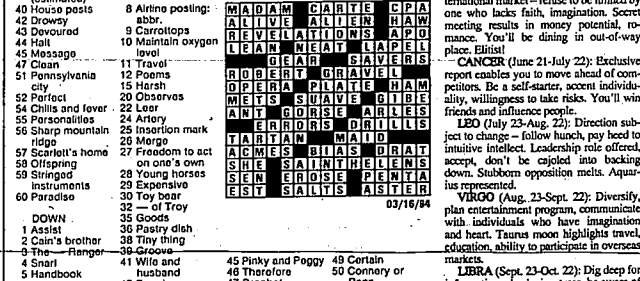 40 House pests
42 Drowsy
43 Devoured
44 Halt
45 Message
47 Clean
51 Pennsylvania
city
52 Perfect
54 Chills and fever
55 Personalities
56 Sharp mountain
ridge
57 Scarlett's home
58 Offspring
59 Stringed
instruments
60 Paradise
DOWN
1 Assist
2 Cain's brother
3 The — Ranger
4 Snarl
5 Handbook
8 Airline posting:
abbr.
9 Carrottops
10 Maintain oxygen
level
11 Travel
12 Poems
15 Harsh
20 Observes
22 Leer
24 Artery
25 Insertion mark
26 Merge
27 Freedom to act
on one's own
28 Young horses
29 Expensive
30 Toy bear
32 — of Troy
35 Goods
36 Pastry dish
38 Tiny thing
39 Groove
41 Wife and
husband
45 Pinky and Peggy
46 Therefore
49 Certain
50 Connery or
MADAM CARTE CPA
ALIVE ALIEN HAW
REVELATIONS APO
LEAN NEAT LAPEL
GEAR SAVERS
ROBERT GRAVEL
OPERA PLATE HAM
METS SUAVE GIBE
ANT GORSE ARLES
ERRORS DRILLS
TARTAN MAID
ACMES BIAS DRAT
SHE SAINTHELENS
SEN EROSE PENTA
EST SALTS ASTER
03/16/94
ternational market – refuse to be limited by
one who lacks faith, imagination. Secret
meeting results in money potential, ro-
mance. You'll be dining in out-of-way
place. Elitist!
CANCER (June 21-July 22): Exclusive
report enables you to move ahead of com-
petitors. Be a self-starter, accent individu-
ality, willingness to take risks. You'll win
friends and influence people.
LEO (July 23-Aug. 22): Direction sub-
ject to change – follow hunch, pay heed to
intuitive intellect. Leadership role offered,
accept, don't be cajoled into backing
down. Stubborn opposition melts. Aquar-
ius represented.
VIRGO (Aug. 23-Sept. 22): Diversify,
plan entertainment program, communicate
with individuals who have imagination
and heart. Taurus moon highlights travel,
education, ability to participate in overseas
markets.
LIBRA (Sept. 23-Oct. 22): Dig deep for